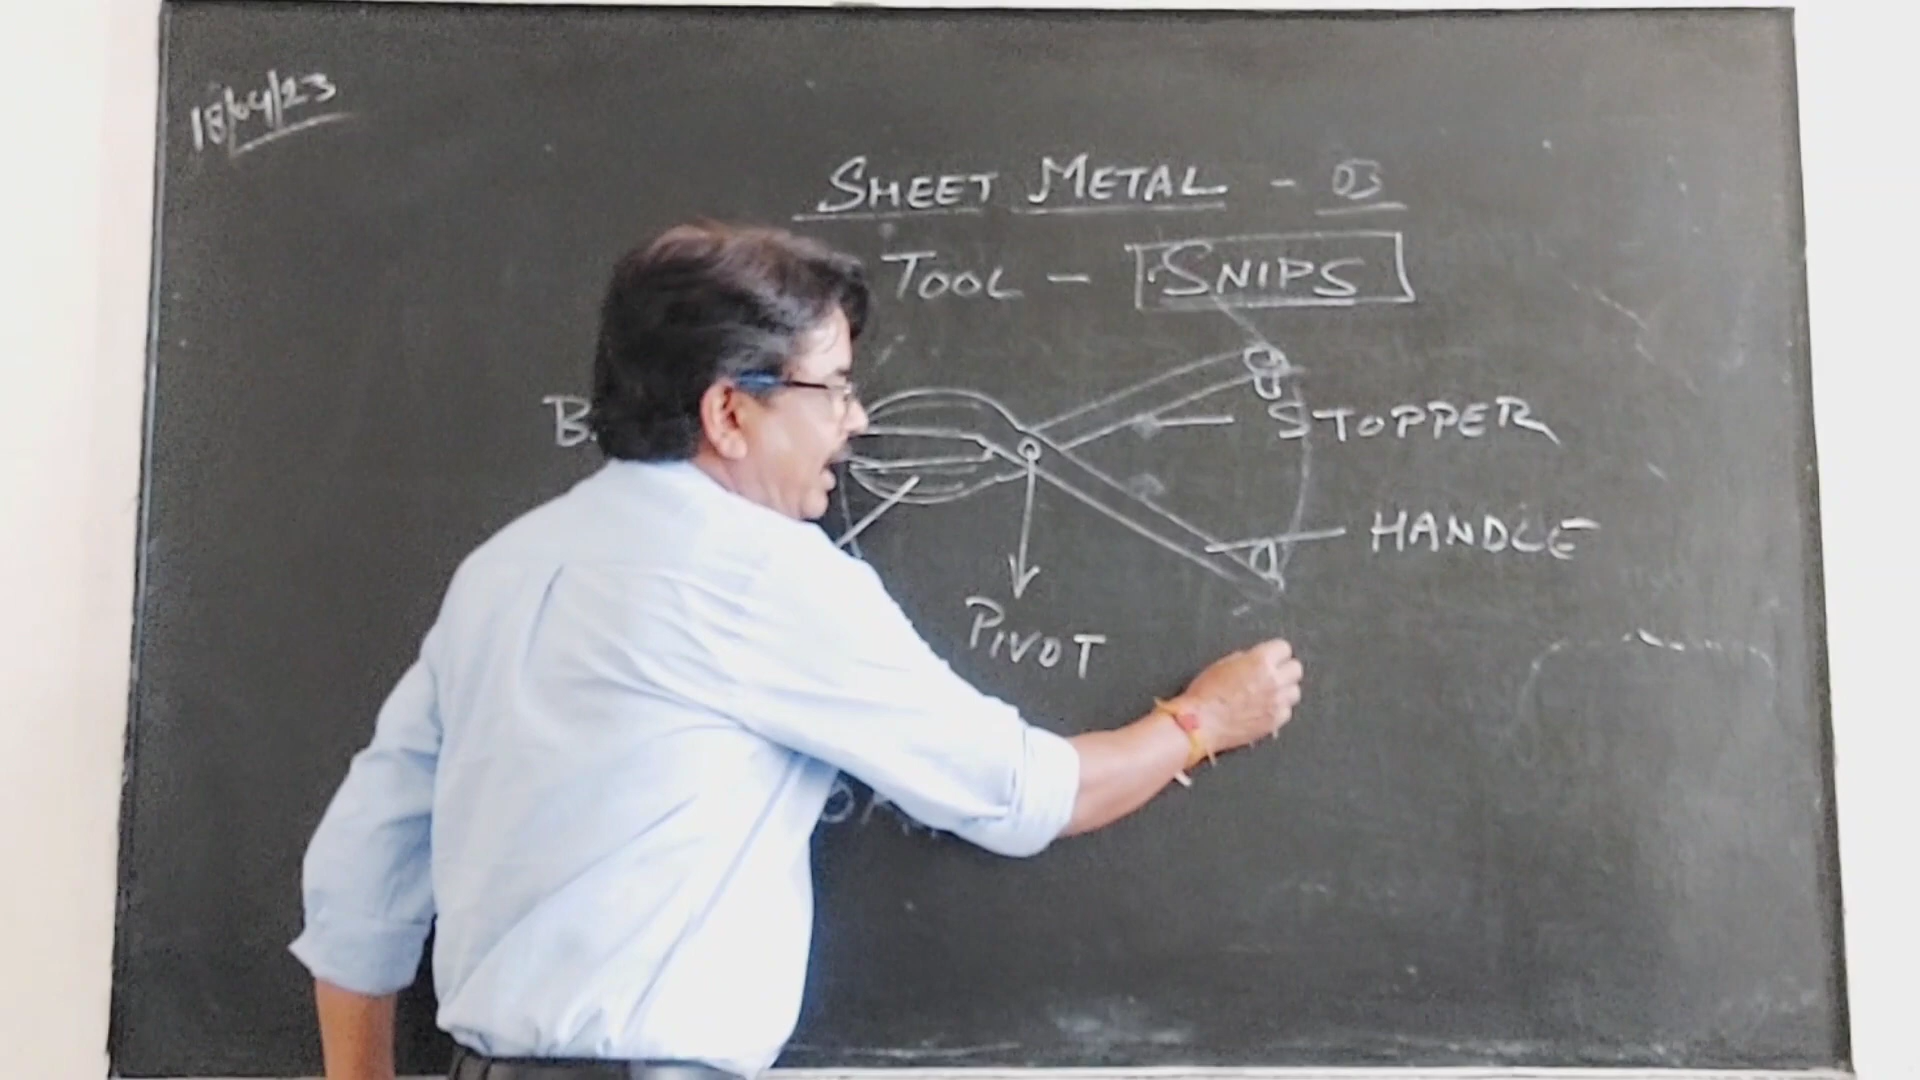 18/04/23
SHEET METAL - 03
TOOL - SNIPS
STOPPER
HANDLE
PIVOT